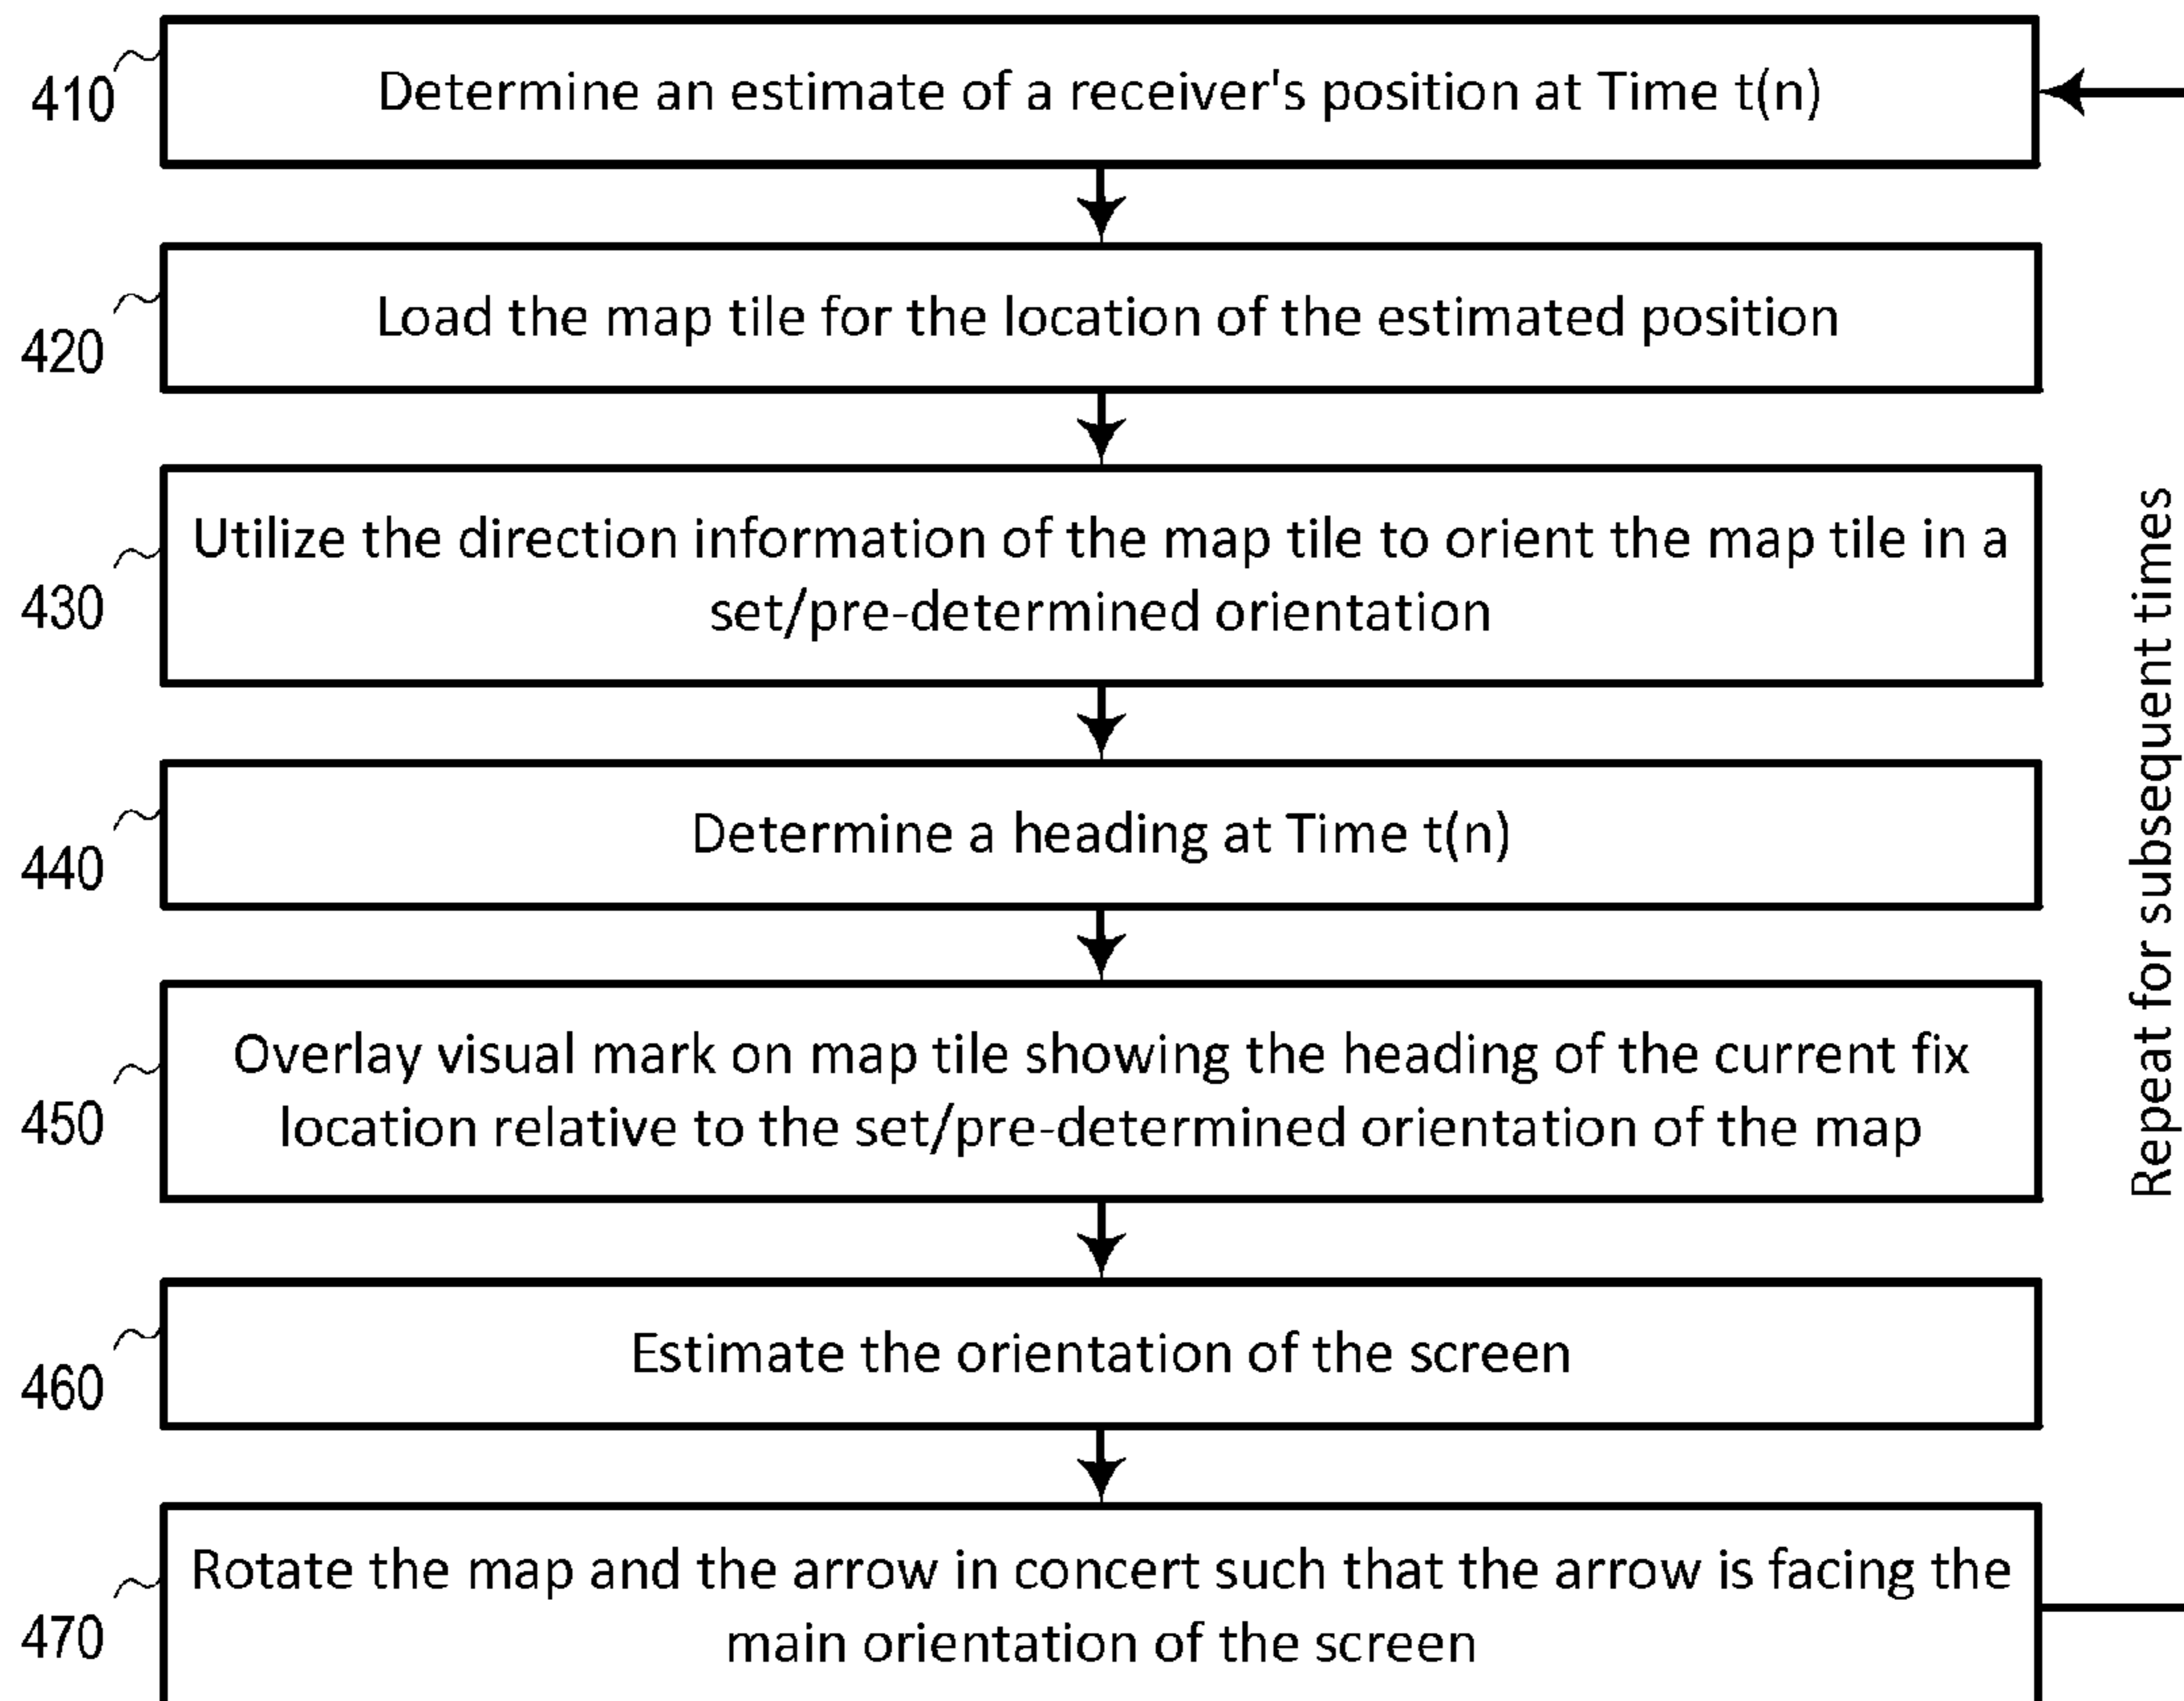 410
Determine an estimate of a receiver's position at Time t(n)
420
Load the map tile for the location of the estimated position
430
Utilize the direction information of the map tile to orient the map tile in a
set/pre-determined orientation
440
Determine a heading at Time t(n)
450
Overlay visual mark on map tile showing the heading of the current fix
location relative to the set/pre-determined orientation of the map
460
Estimate the orientation of the screen
470
Rotate the map and the arrow in concert such that the arrow is facing the
main orientation of the screen
Repeat for subsequent times